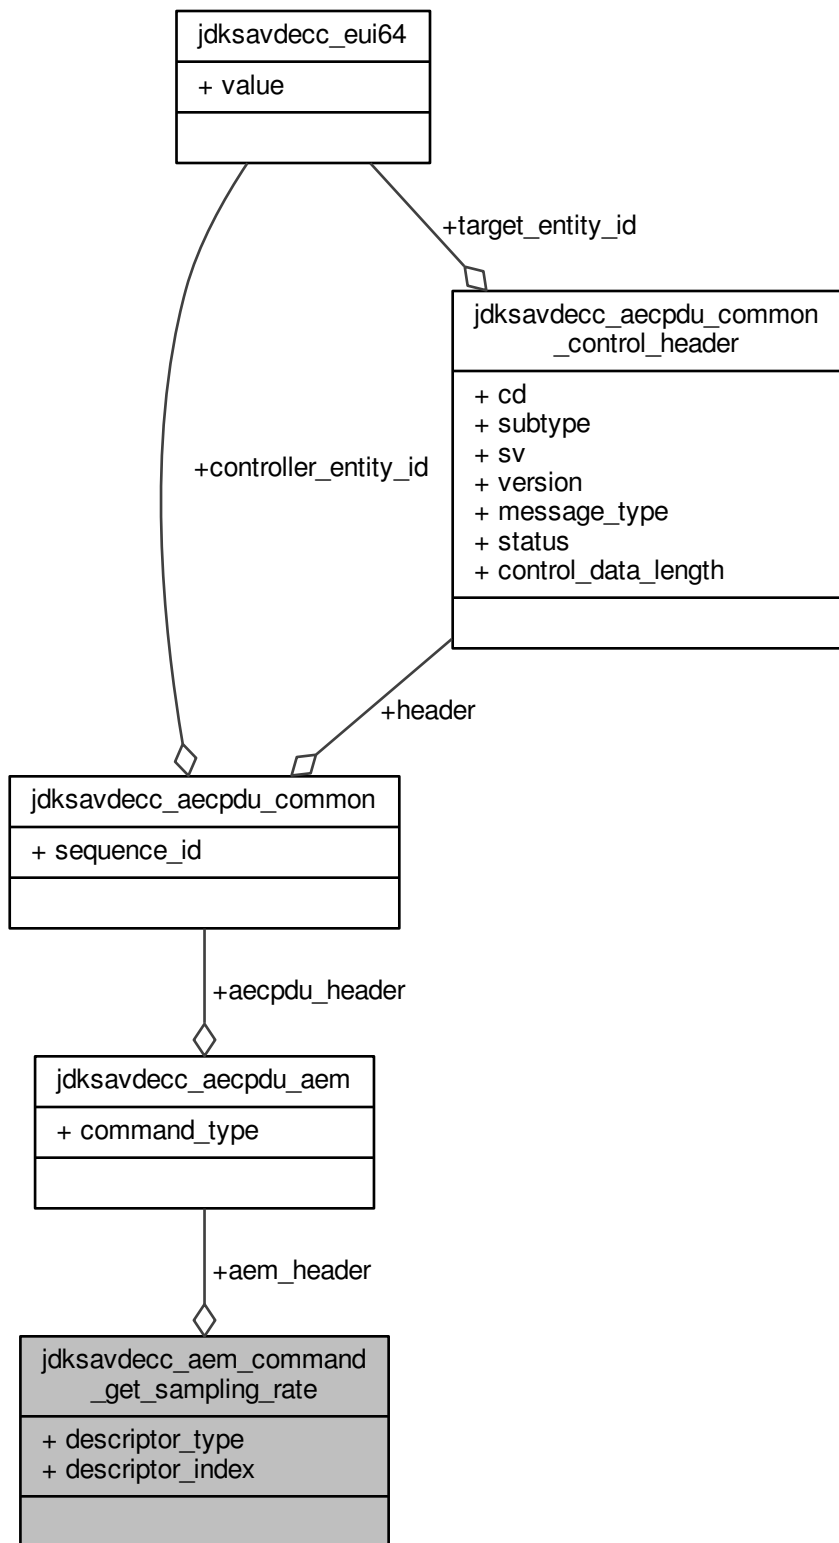 jdksavdecc_eui64
+ value
+target_entity_id
jdksavdecc_aecpdu_common
_control_header
+ cd
+ subtype
+ sv
+ version
+ message_type
+ status
+ control_data_length
+controller_entity_id
+header
jdksavdecc_aecpdu_common
+ sequence_id
+aecpdu_header
jdksavdecc_aecpdu_aem
+ command_type
+aem_header
jdksavdecc_aem_command
_get_sampling_rate
+ descriptor_type
+ descriptor_index